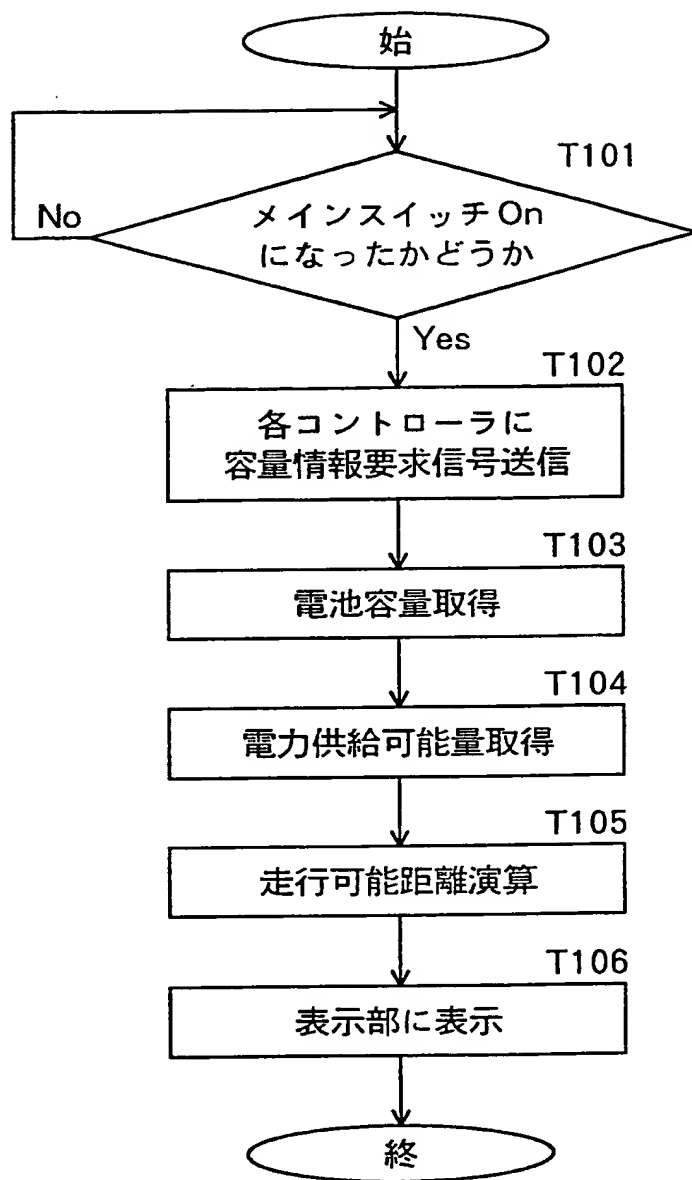 始
T101
メインスイッチOn
になったかどうか
No
Yes
T102
各コントローラに
容量情報要求信号送信
T103
電池容量取得
T104
電力供給可能量取得
T105
走行可能距離演算
T106
表示部に表示
終